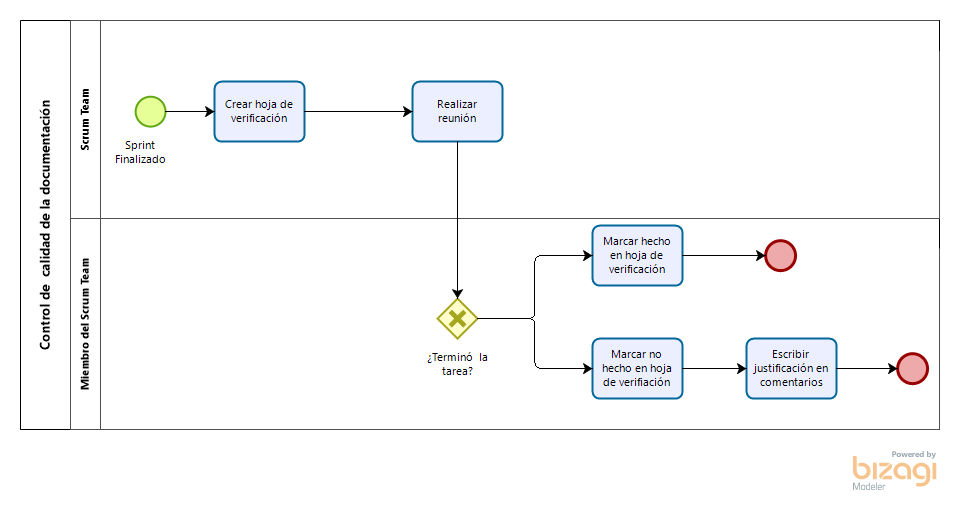 Control de  calidad de la documentación
Scrum Team
Sprint
Finalizado
Crear hoja de
verificación
Realizar
reunión
Miembro del Scrum Team
¿Terminó  la
tarea?
Marcar hecho
en hoja de
verificación
Marcar no
hecho en hoja
de verifiación
Escribir
justificación en
comentarios
Powered by
bizagi
Modeler